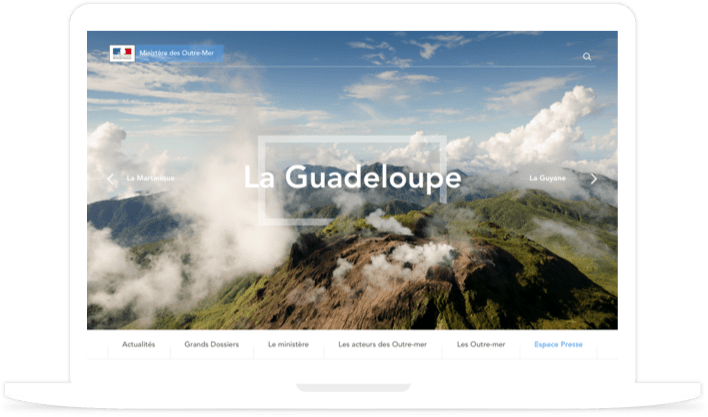 Ministère des Outre-Mer
La Martinique
La Guadeloupe
La Guyane
Actualités
Grands Dossiers
Le ministère
Les acteurs des Outre-mer
Les Outre-mer
Espace Presse